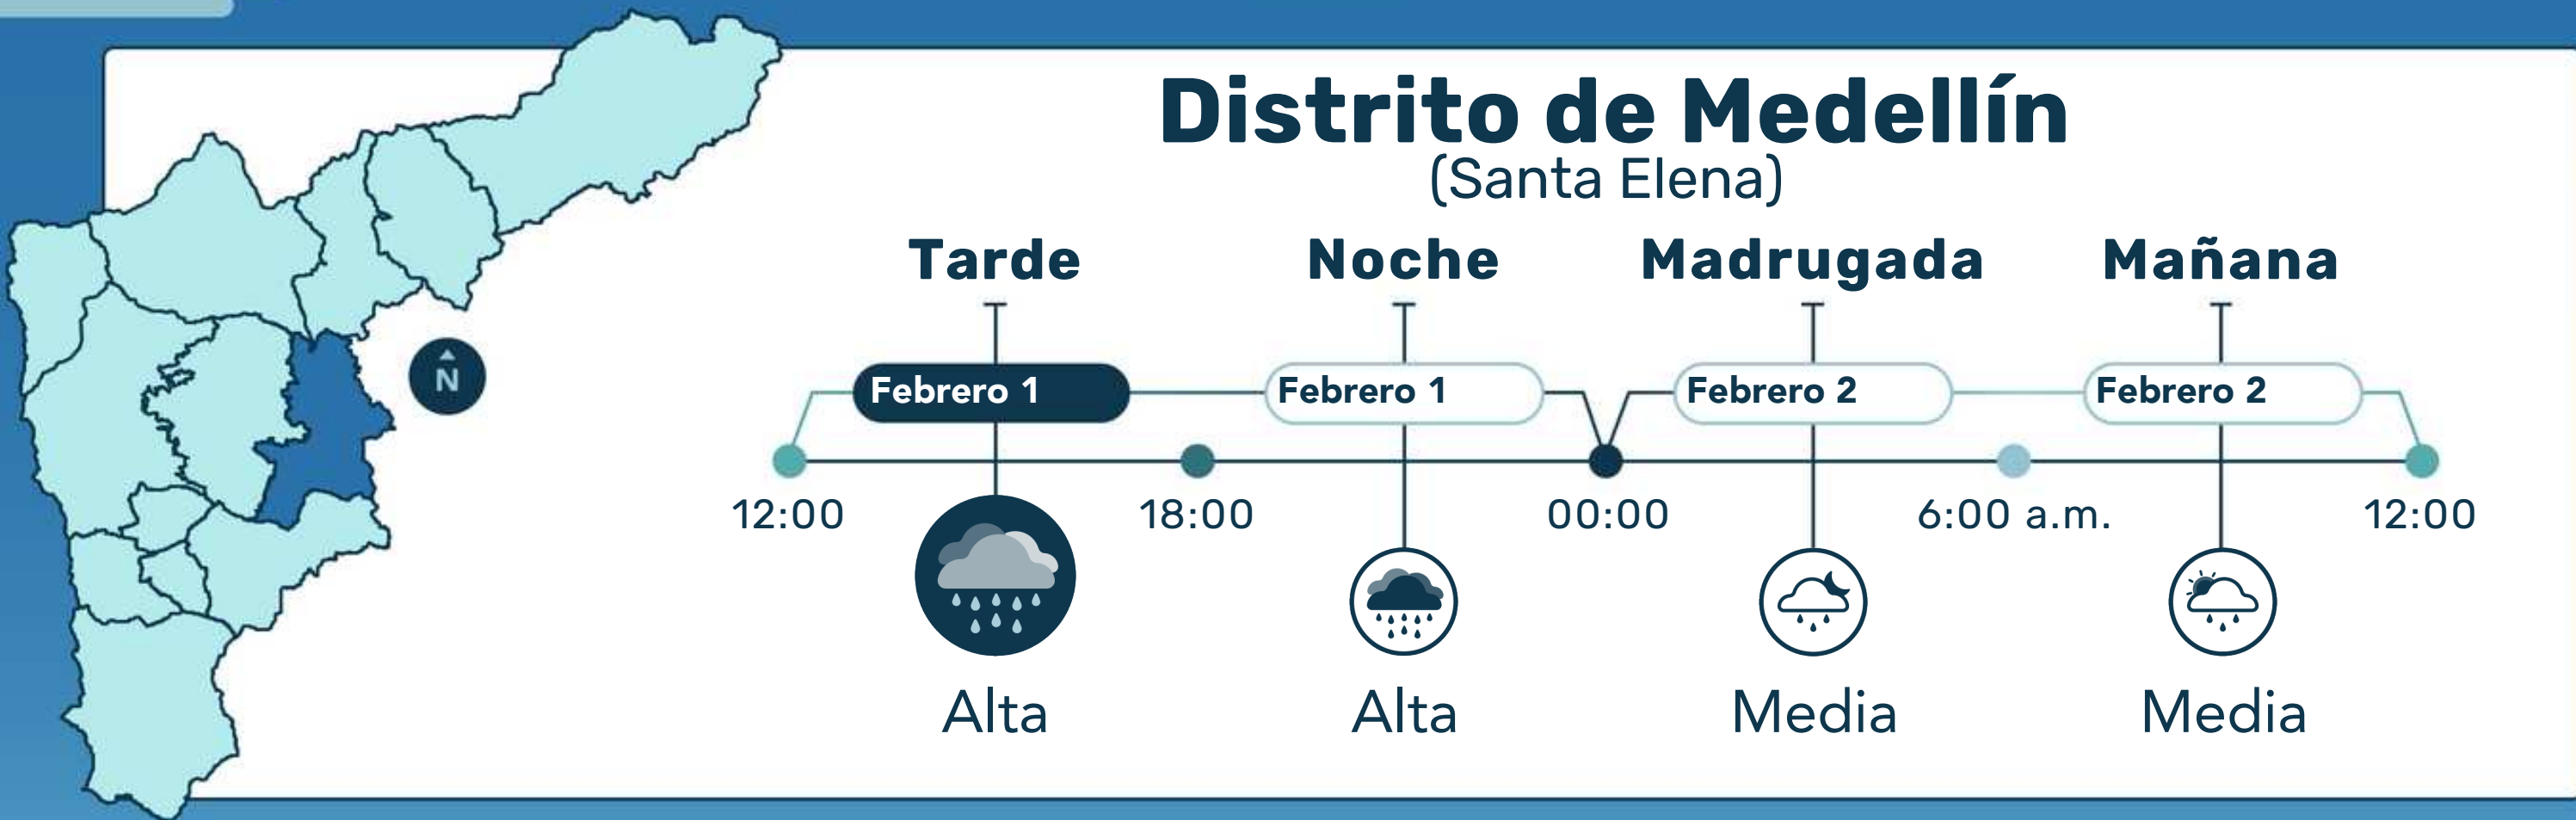 Distrito de Medellín
(Santa Elena)
Tarde Noche Madrugada Mañana
N
Febrero 1 Febrero 1 Febrero 2 Febrero 2
12:00 18:00 00:00 6:00 a.m. 12:00
Alta Alta Media Media